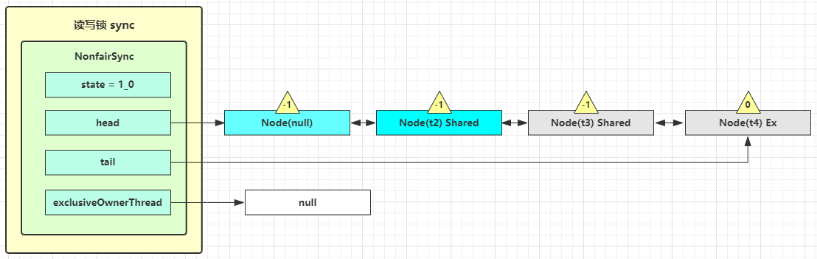 读写锁 sync
NonfairSync
state = 1_0
head
tail
exclusiveOwnerThread
-1
Node(null)
-1
Node(t2) Shared
-1
Node(t3) Shared
0
Node(t4) Ex
null